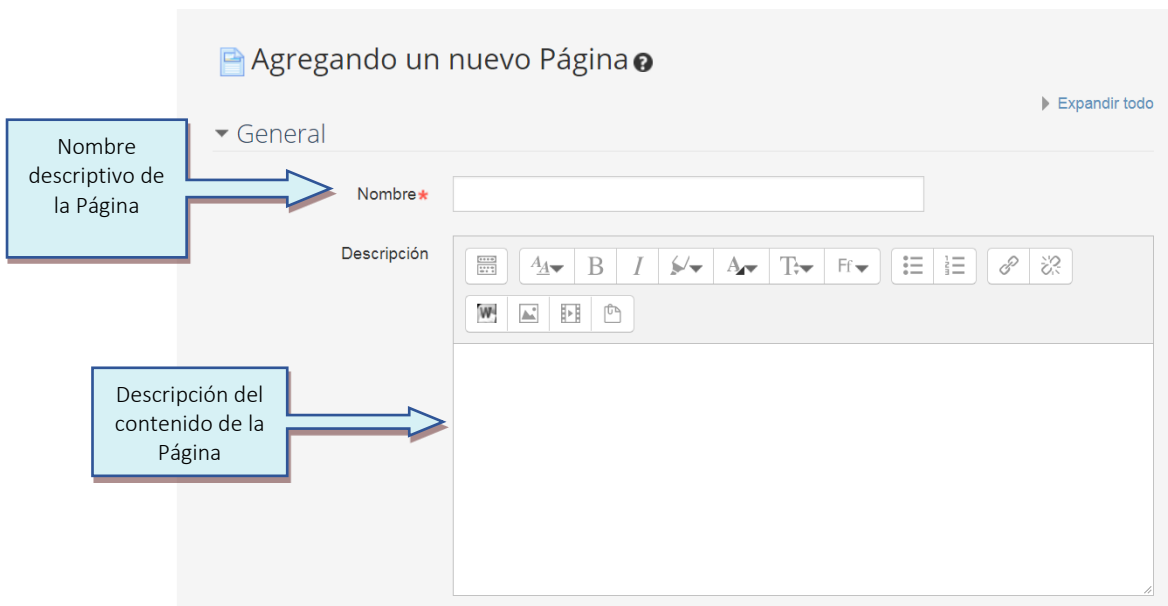 Agregando un nuevo Página
Expandir todo
General
Nombre
descriptivo de
la Página
Nombre*
Descripción
Descripción del
contenido de la
Página